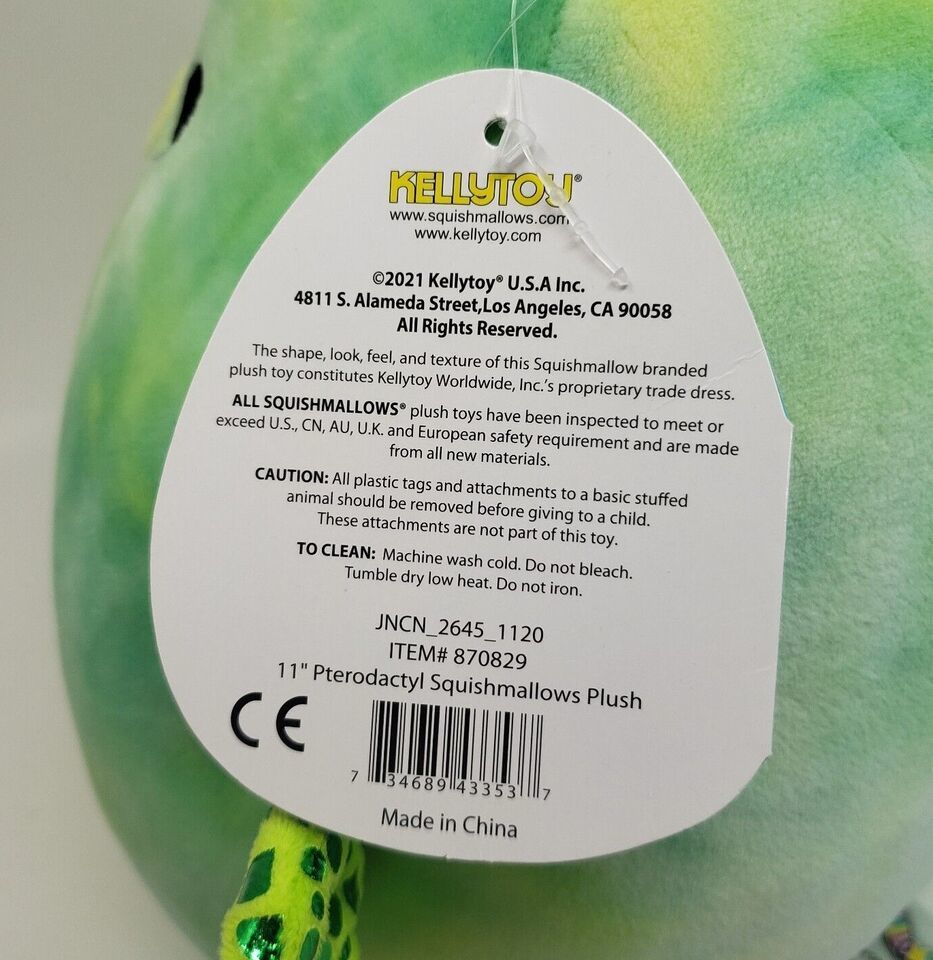 KELLYTOY®
www.squishmallows.com
www.kellytoy.com
©2021 Kellytoy® U.S.A Inc.
4811 S. Alameda Street,Los Angeles, CA 90058
All Rights Reserved.
The shape, look, feel, and texture of this Squishmallow branded
plush toy constitutes Kellytoy Worldwide, Inc.'s proprietary trade dress.
ALL SQUISHMALLOWS® plush toys have been inspected to meet or
exceed U.S., CN, AU, U.K. and European safety requirement and are made
from all new materials.
CAUTION: All plastic tags and attachments to a basic stuffed
animal should be removed before giving to a child.
These attachments are not part of this toy.
TO CLEAN: Machine wash cold. Do not bleach.
Tumble dry low heat. Do not iron.
JNCN_2645_1120
ITEM# 870829
11" Pterodactyl Squishmallows Plush
CE
7 34689 43353 7
Made in China